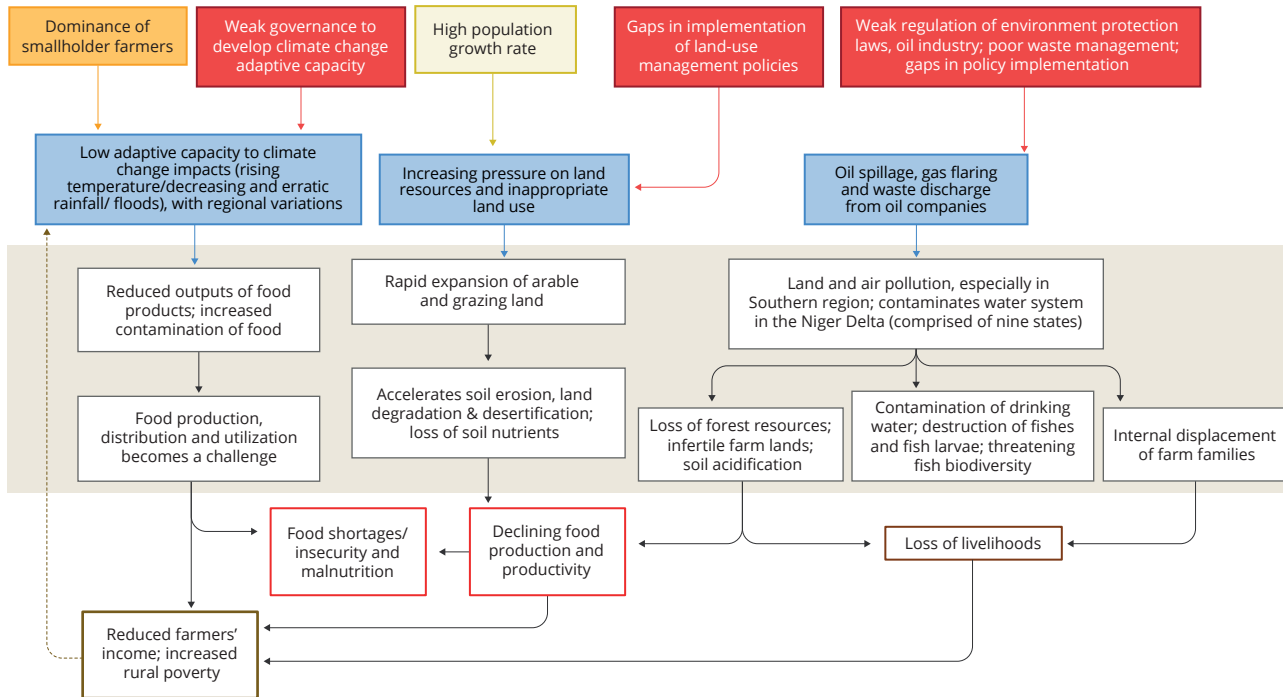 Dominance of
smallholder farmers
Weak governance to
develop climate change
adaptive capacity
High population
growth rate
Gaps in implementation
of land-use
management policies
Weak regulation of environment protection
laws, oil industry; poor waste management;
gaps in policy implementation
Low adaptive capacity to climate
change impacts (rising
temperature/decreasing and erratic
rainfall/ floods), with regional variations
Increasing pressure on land
resources and inappropriate
land use
Oil spillage, gas flaring
and waste discharge
from oil companies
Reduced outputs of food
products; increased
contamination of food
Rapid expansion of arable
and grazing land
Land and air pollution, especially in
Southern region; contaminates water system
in the Niger Delta (comprised of nine states)
Food production,
distribution and utilization
becomes a challenge
Accelerates soil erosion, land
degradation & desertification;
loss of soil nutrients
Loss of forest resources;
infertile farm lands;
soil acidification
Contamination of drinking
water; destruction of fishes
and fish larvae; threatening
fish biodiversity
Internal displacement
of farm families
Food shortages/
insecurity and
malnutrition
Declining food
production and
productivity
Loss of livelihoods
Reduced farmers'
income; increased
rural poverty